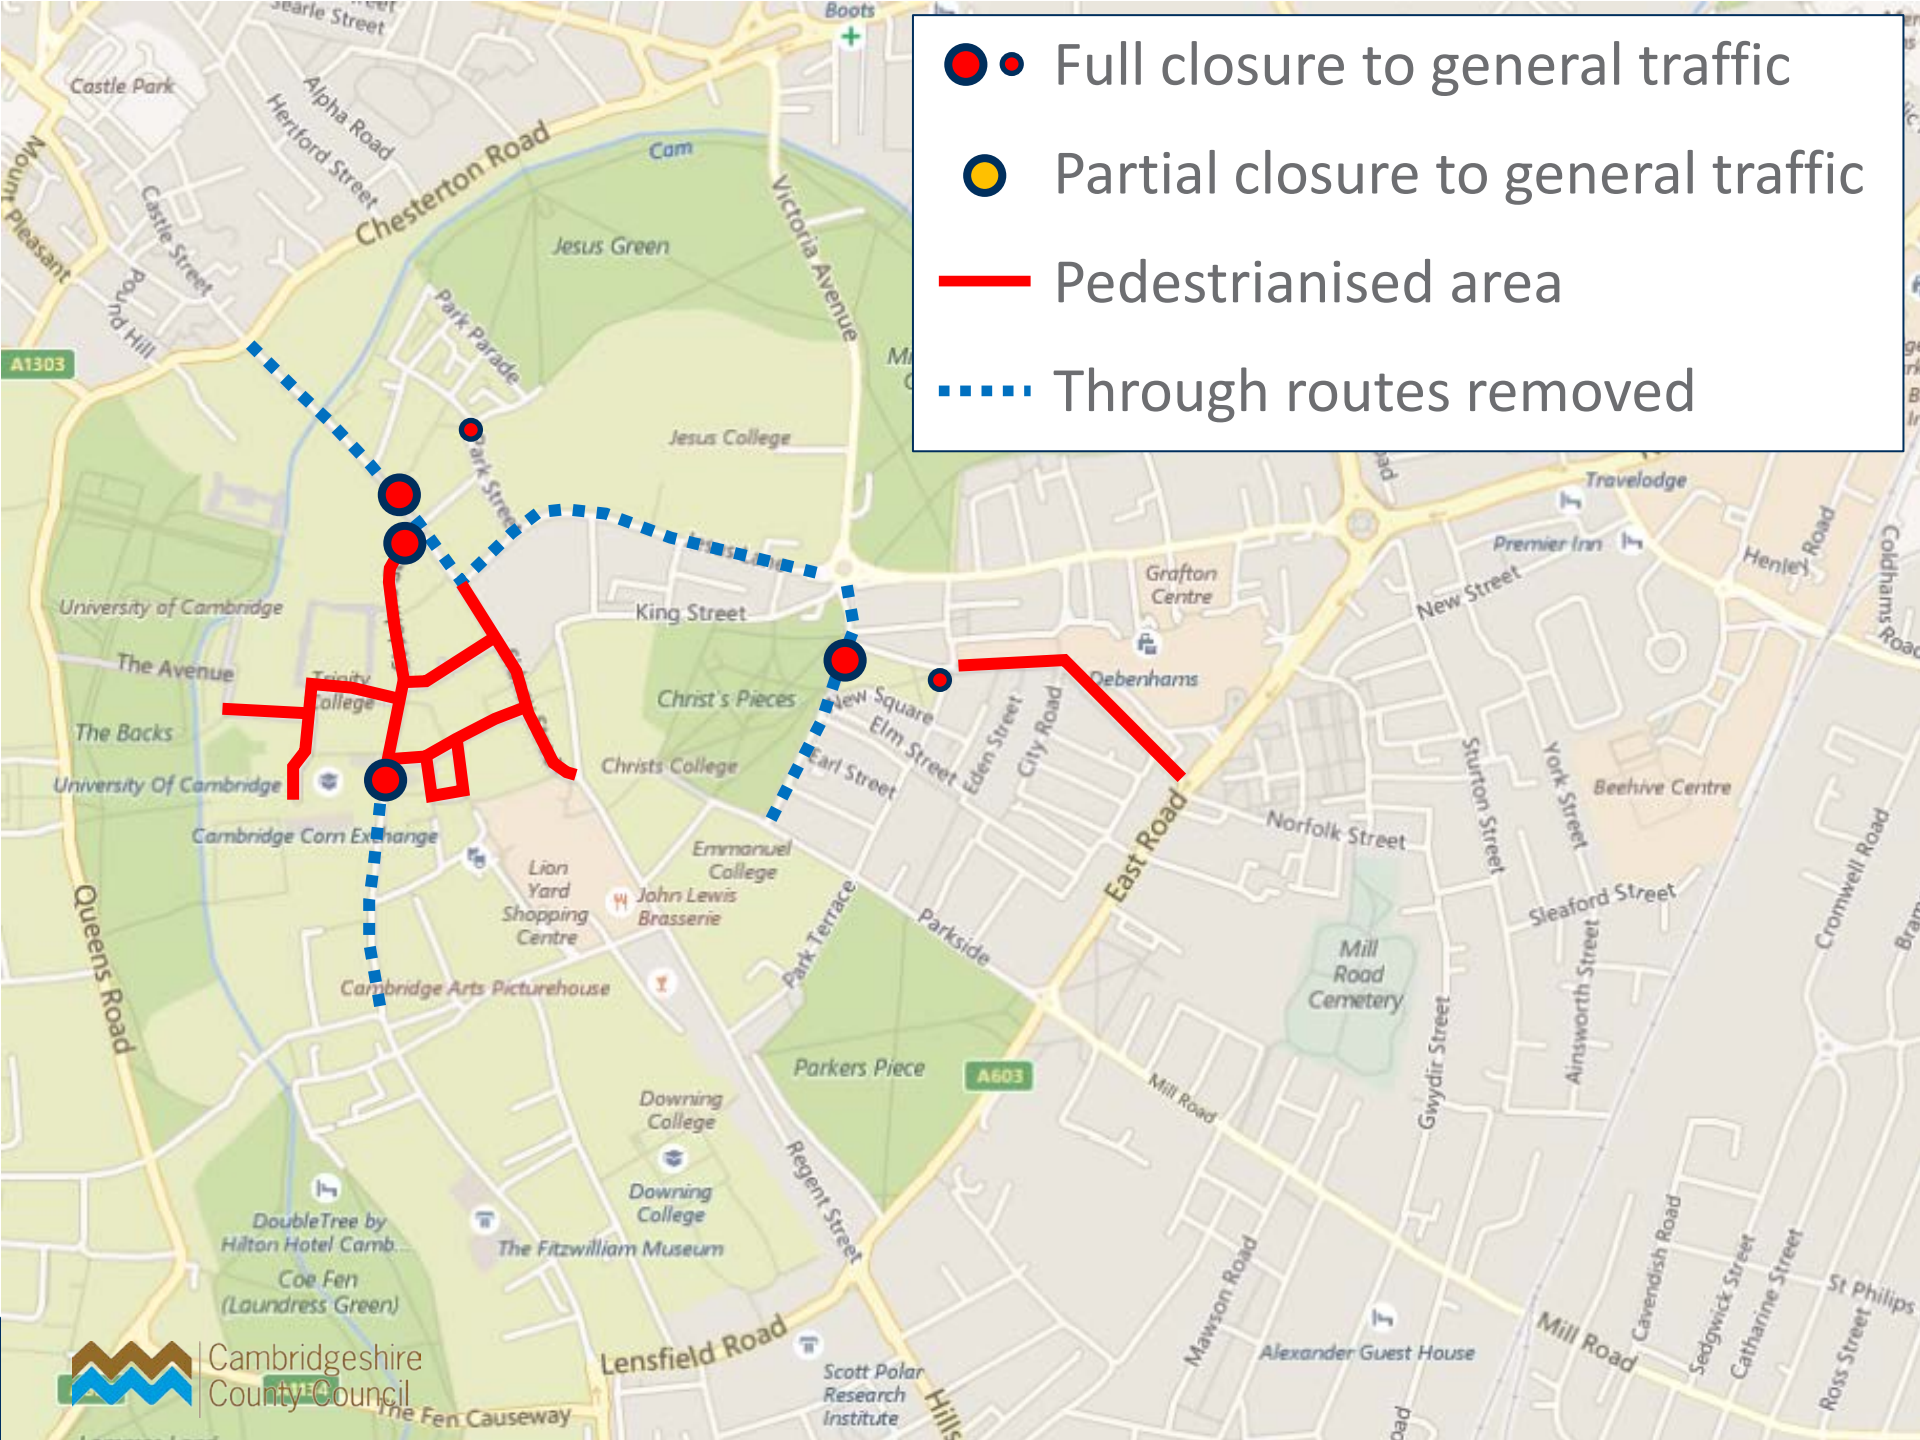 Full closure to general traffic
Partial closure to general traffic
Pedestrianised area
Through routes removed
Boots
Searle Street
Castle Park
Alpha Road
Hertford Street
Chesterton Road
Cam
Victoria Avenue
Mount Pleasant
Castle Street
Pound Hill
Jesus Green
Park Parade
A1303
Jesus College
Park Street
Jesus Lane
King Street
University of Cambridge
The Avenue
Trinity
College
The Backs
University Of Cambridge
Christ's Pieces
Christs College
New Square
Elm Street
Earl Street
Eden Street
City Road
Grafton
Centre
Debenhams
Travelodge
Premier Inn
New Street
Henley Road
Coldhams
Road
Sturton Street
York Street
Beehive Centre
Norfolk Street
East Road
Sleaford Street
Cromwell Road
Cambridge Corn Exchange
Lion
Yard
Shopping
Centre
Emmanuel
College
John Lewis
Brasserie
Park Terrace
Parkside
Queens Road
Cambridge Arts Picturehouse
Mill
Road
Cemetery
Gwydir Street
Ainsworth Street
Parkers Piece
A603
Mill Road
Downing
College
Downing
College
Regent Street
DoubleTree by
Hilton Hotel Camb...
Coe Fen
(Laundress Green)
The Fitzwilliam Museum
Lensfield Road
Scott Polar
Research
Institute
Hills
Mawson Road
Alexander Guest House
Mill Road
Cavendish Road
Sedgwick Street
Catharine Street
St Philips
Ross Street
Cambridgeshire
County Council
The Fen Causeway